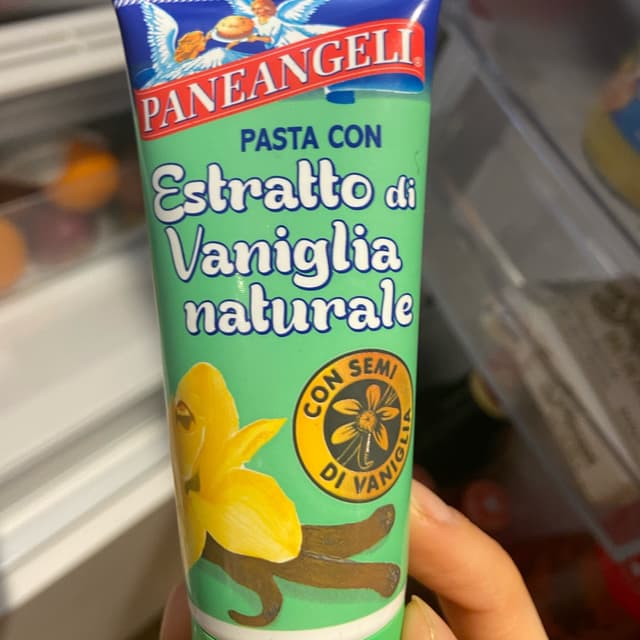 PANEANGELI®
PASTA CON
Estratto di
Vaniglia
naturale
CON SEMI
DI VANIGLIA